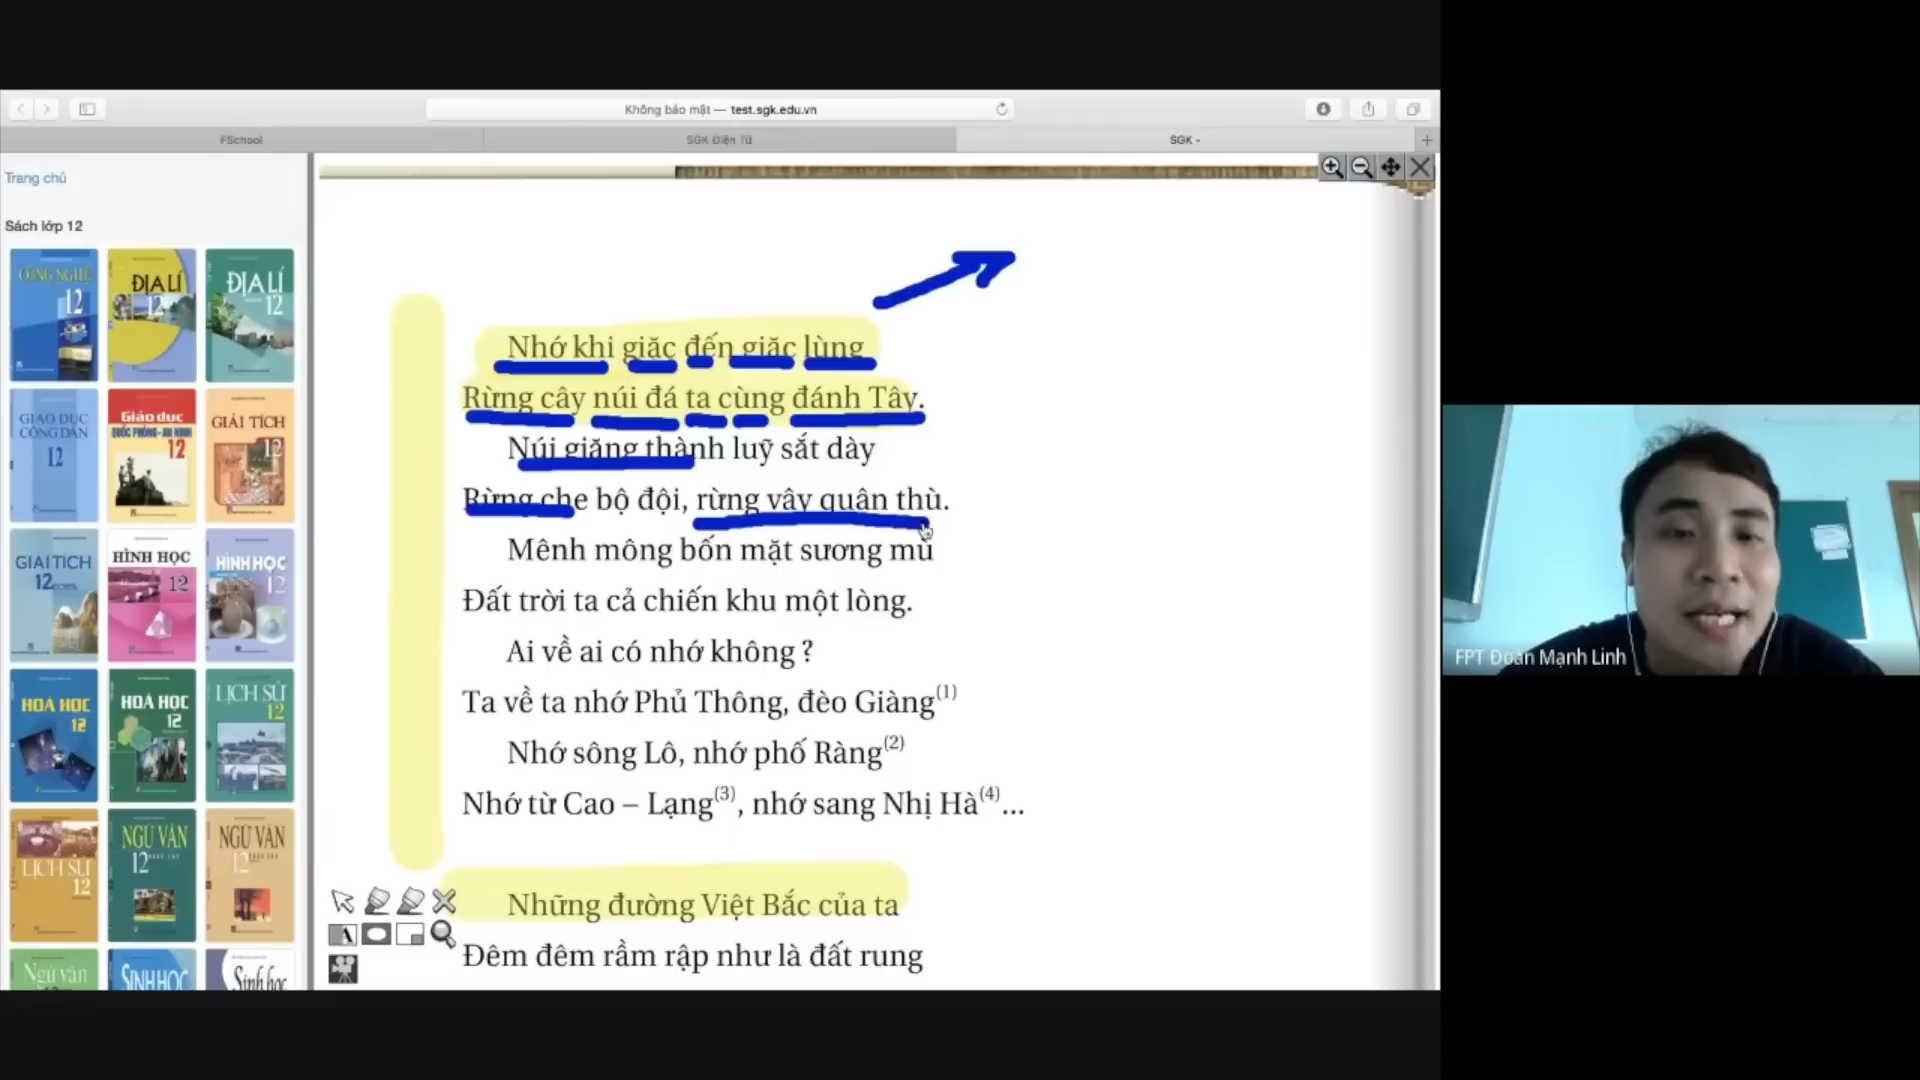 Không bảo mật — test.sgk.edu.vn
FSchool
SGK Điện Tử
SGK -
Trang chủ
Sách lớp 12
CÔNG NGHỆ
12
ĐỊA LÍ
12
ĐỊA LÍ
12
GIÁO DỤC
CÔNG DÂN
12
Giáo dục
QUỐC PHÒNG - AN NINH
12
GIẢI TÍCH
12
GIẢI TÍCH
12
HÌNH HỌC
12
HÌNH HỌC
12
HOÁ HỌC
12
HOÁ HỌC
12
LỊCH SỬ
12
LỊCH SỬ
12
NGỮ VĂN
12
NGỮ VĂN
12
Ngữ văn
SINH HỌC
Sinh học
Nhớ khi giặc đến giặc lùng
Rừng cây núi đá ta cùng đánh Tây.
Núi giăng thành luỹ sắt dày
Rừng che bộ đội, rừng vây quân thù.
Mênh mông bốn mặt sương mù
Đất trời ta cả chiến khu một lòng.
Ai về ai có nhớ không ?
Ta về ta nhớ Phủ Thông, đèo Giàng(1)
Nhớ sông Lô, nhớ phố Ràng(2)
Nhớ từ Cao – Lạng(3), nhớ sang Nhị Hà(4)...
Những đường Việt Bắc của ta
Đêm đêm rầm rập như là đất rung
A
FPT Đoàn Mạnh Linh